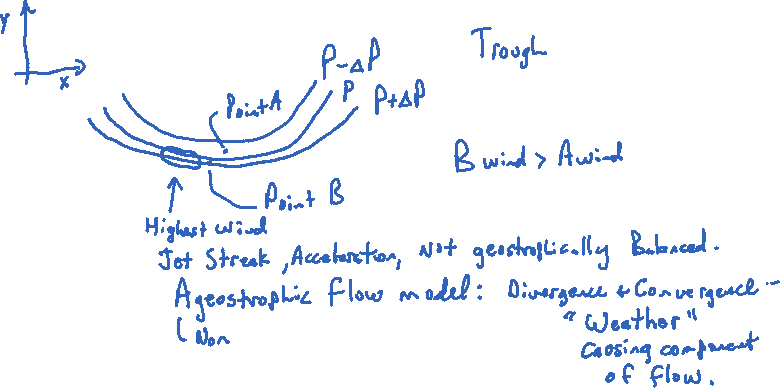 Y
x
Trough
P-ΔP
P
P+ΔP
Point A
B wind > A wind
Point B
Highest wind
Jet Streak, Acceleration, Not geostrophically Balanced.
Ageostrophic Flow model: Divergence + Convergence --
(Non
"Weather"
Causing component
of flow.